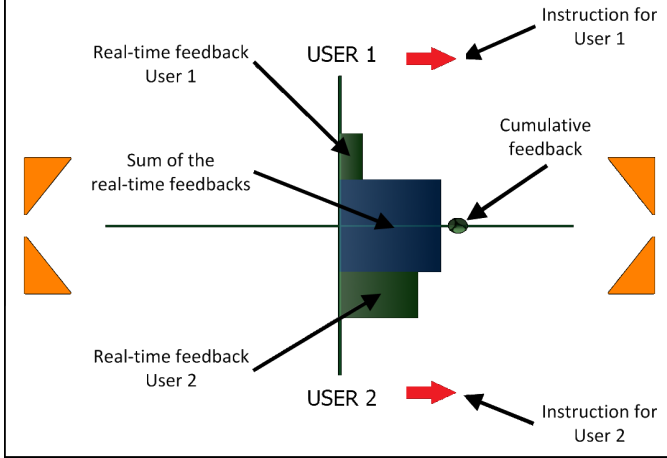 Instruction for
User 1
Real-time feedback
User 1
USER 1
Cumulative
feedback
Sum of the
real-time feedbacks
Real-time feedback
User 2
USER 2
Instruction for
User 2